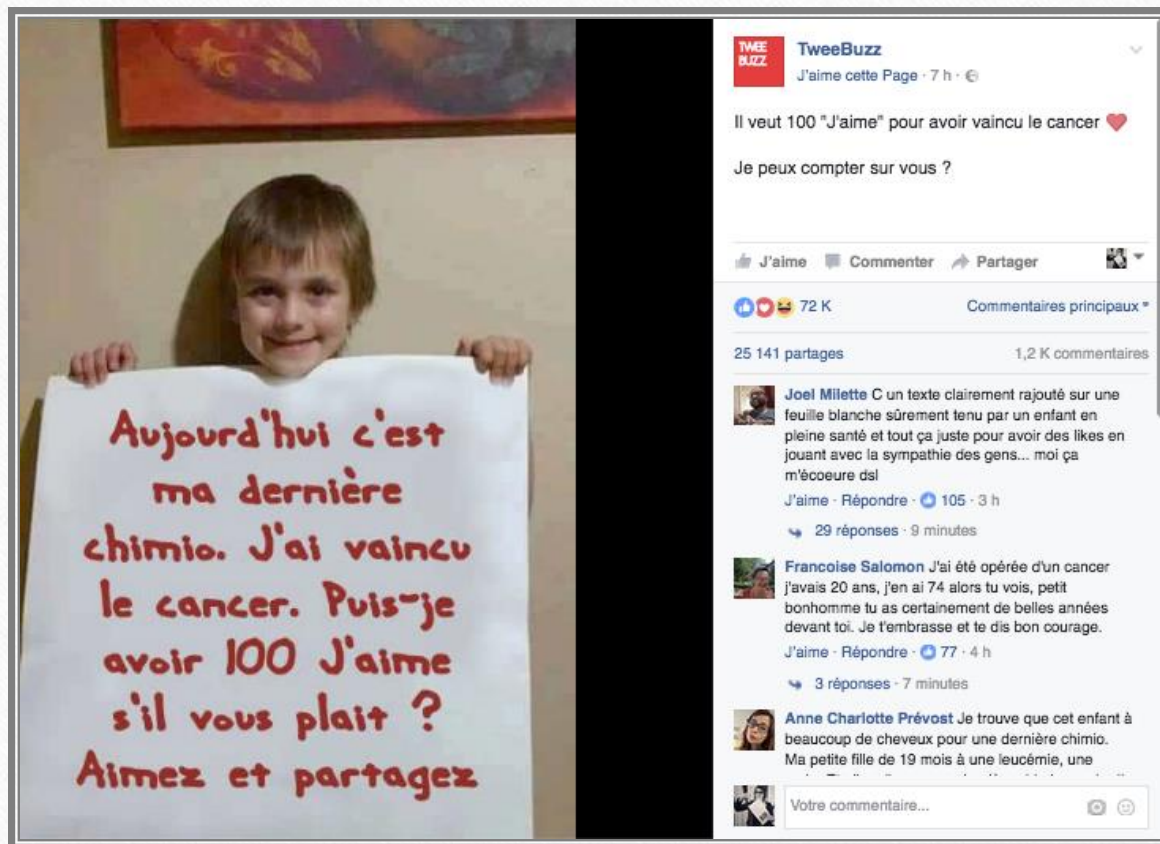 Aujourd'hui c'est
ma dernière
chimio. J'ai vaincu
le cancer. Puis-je
avoir 100 J'aime
s'il vous plait ?
Aimez et partagez
TWEE
BUZZ
TweeBuzz
J'aime cette Page · 7 h ·
Il veut 100 "J'aime" pour avoir vaincu le cancer ❤
Je peux compter sur vous ?
J'aime Commenter Partager
72 K Commentaires principaux
25 141 partages 1,2 K commentaires
Joel Milette C un texte clairement rajouté sur une
feuille blanche sûrement tenu par un enfant en
pleine santé et tout ça juste pour avoir des likes en
jouant avec la sympathie des gens... moi ça
m'écoeure dsl
J'aime · Répondre · 105 · 3 h
29 réponses · 9 minutes
Francoise Salomon J'ai été opérée d'un cancer
j'avais 20 ans, j'en ai 74 alors tu vois, petit
bonhomme tu as certainement de belles années
devant toi. Je t'embrasse et te dis bon courage.
J'aime · Répondre · 77 · 4 h
3 réponses · 7 minutes
Anne Charlotte Prévost Je trouve que cet enfant à
beaucoup de cheveux pour une dernière chimio.
Ma petite fille de 19 mois à une leucémie, une
Votre commentaire...